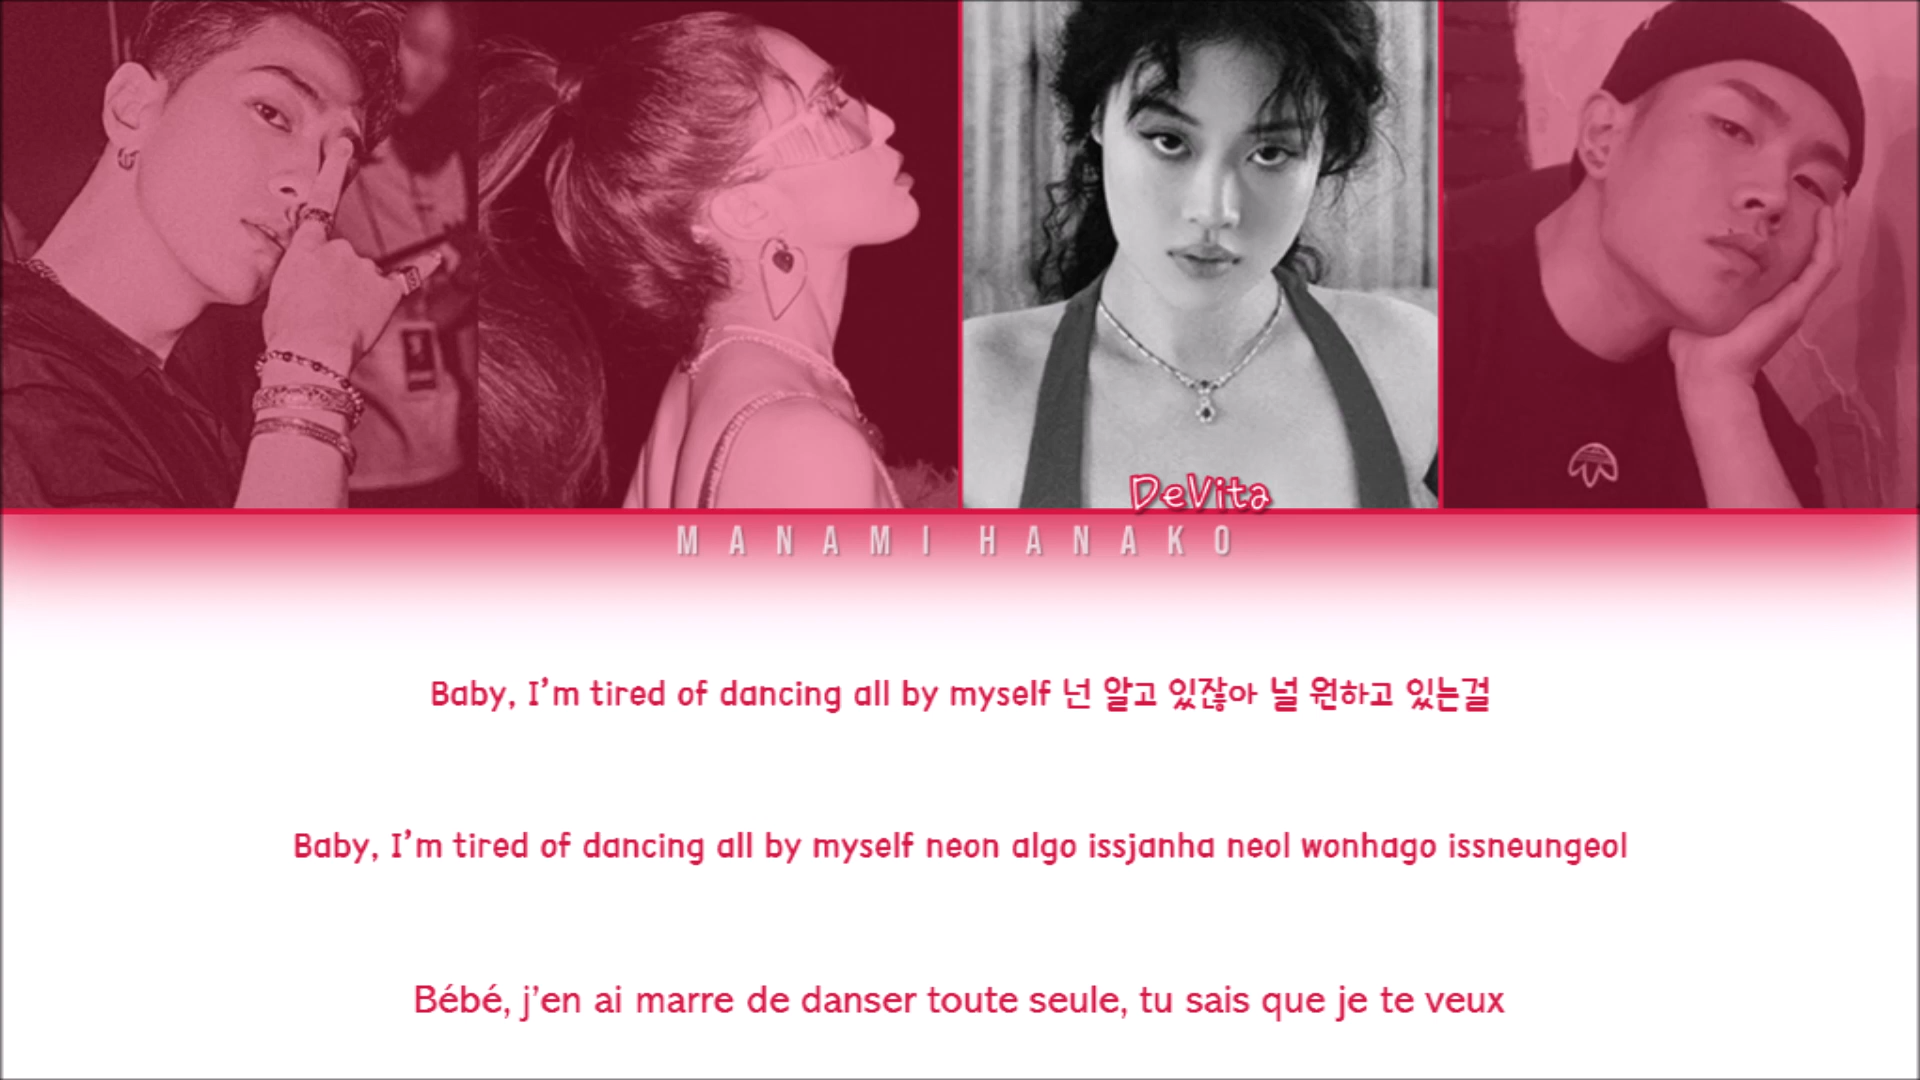 DeVita
MANAMI HANAKO
Baby, I'm tired of dancing all by myself 넌 알고 있잖아 널 원하고 있는걸
Baby, I'm tired of dancing all by myself neon algo issjanha neol wonhago issneungeol
Bébé, j'en ai marre de danser toute seule, tu sais que je te veux